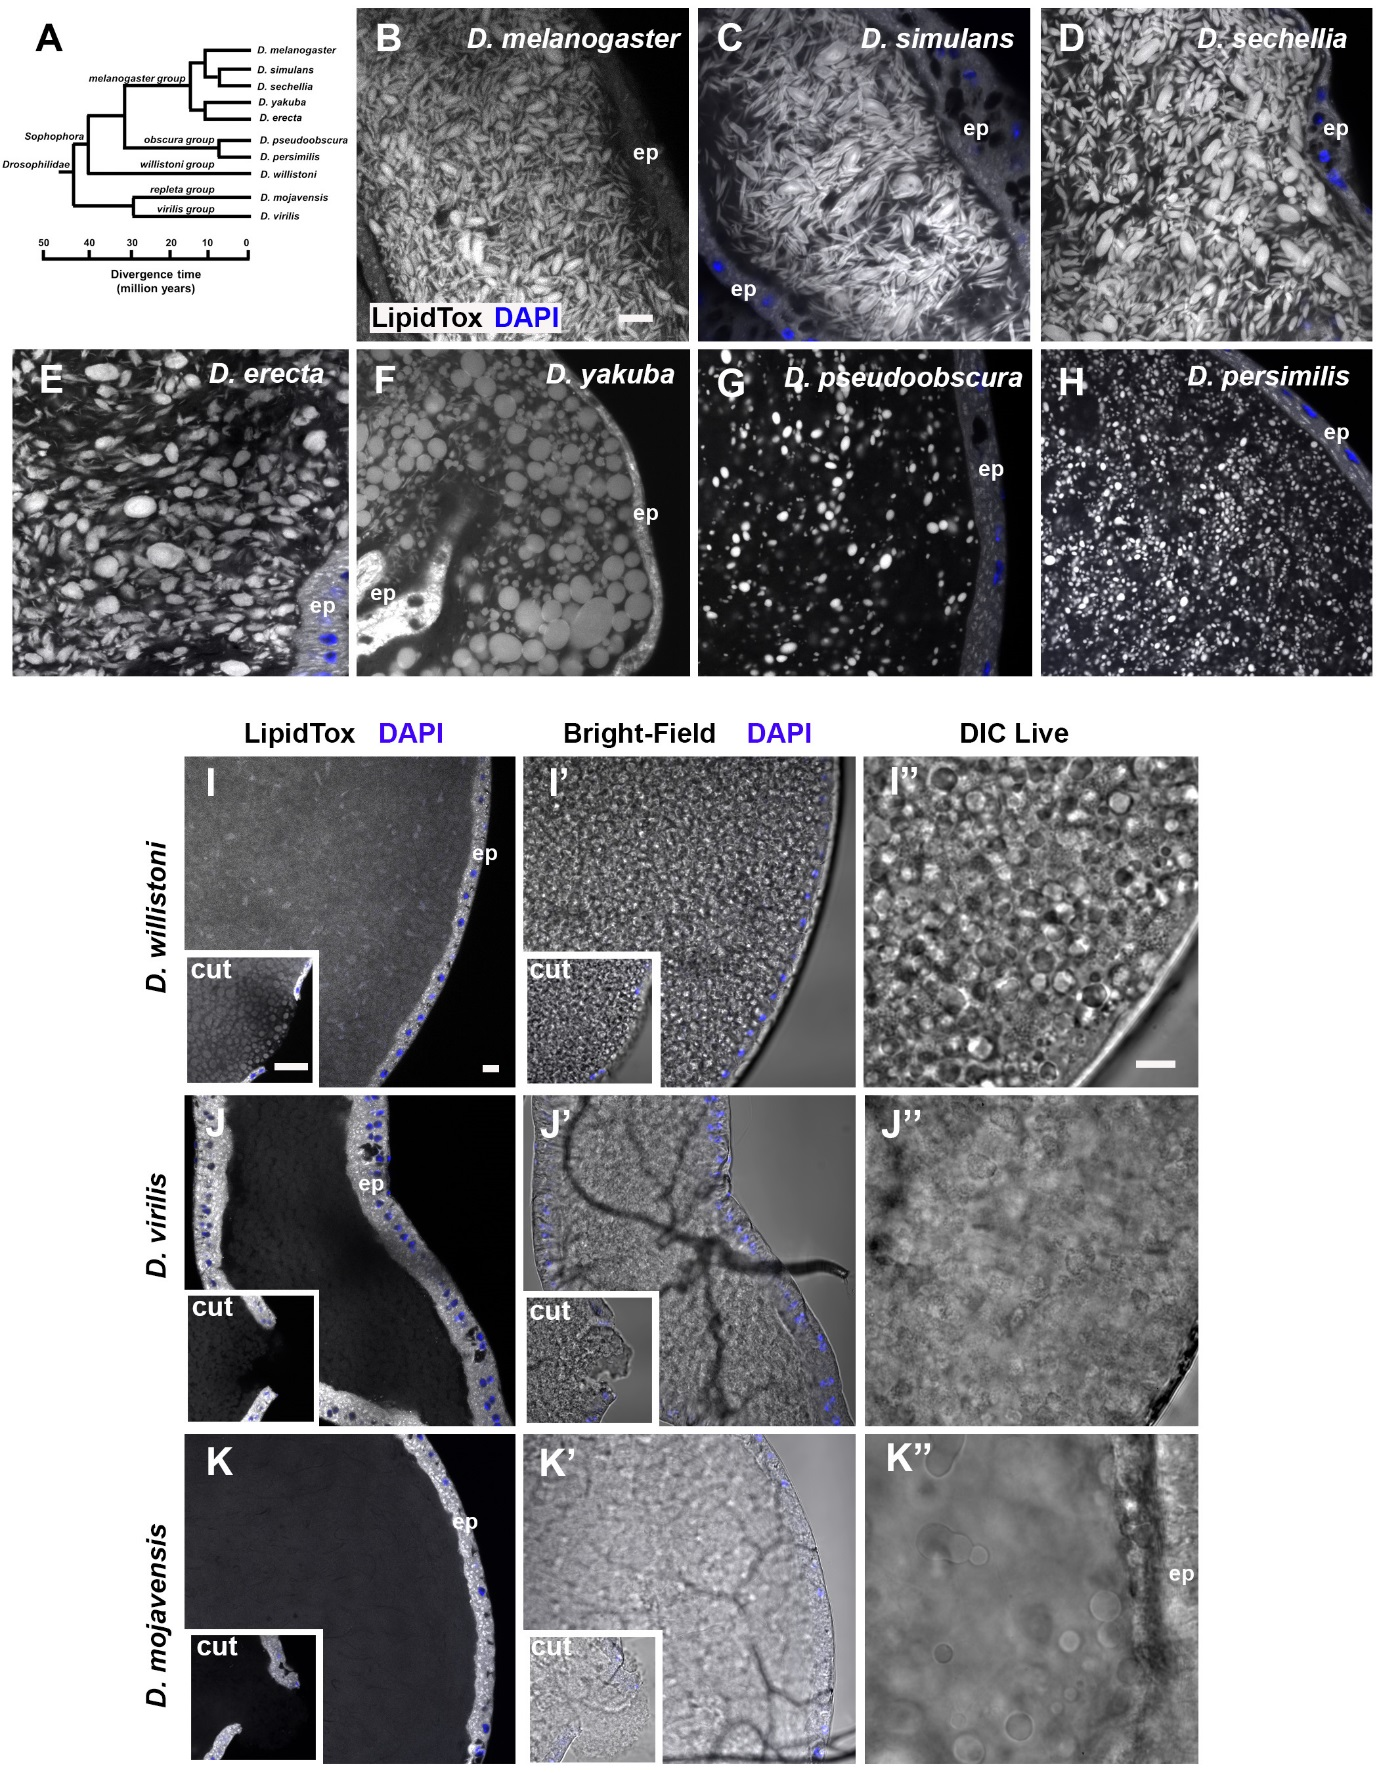 A
D. melanogaster
D. simulans
melanogaster group
D. sechellia
D. yakuba
D. erecta
Sophophora
obscura group
D. pseudoobscura
D. persimilis
Drosophilidae
willistoni group
D. willistoni
repleta group
D. mojavensis
virilis group
D. virilis
50 40 30 20 10 0
Divergence time
(million years)
B
D. melanogaster
ep
LipidTox DAPI
C
D. simulans
ep
ep
D
D. sechellia
ep
E
D. erecta
ep
F
D. yakuba
ep
ep
G
D. pseudoobscura
ep
H
D. persimilis
ep
LipidTox DAPI
Bright-Field DAPI
DIC Live
D. willistoni
I
ep
cut
I’
cut
I’’
D. virilis
J
ep
cut
J’
cut
J’’
D. mojavensis
K
ep
cut
K’
cut
K’’
ep